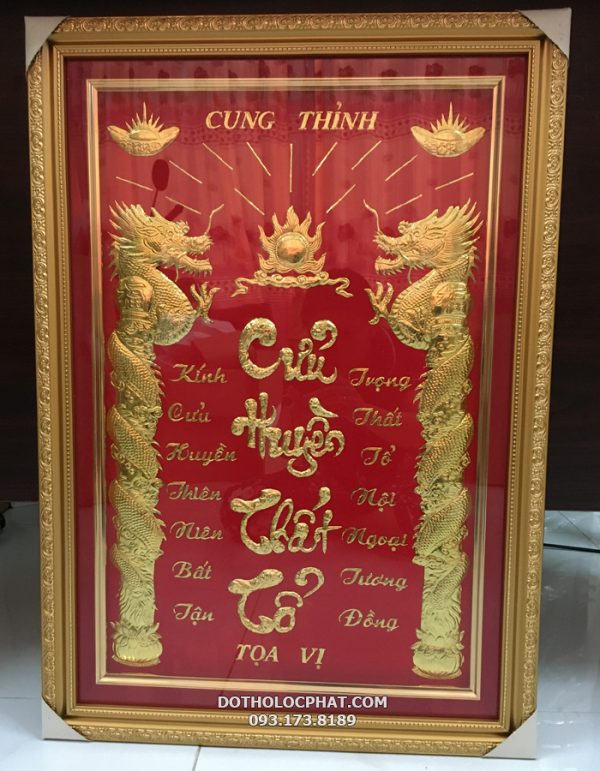 CUNG THỈNH
Cửu
Huyền
Thất
Tổ
Kính
Cửu
Huyền
Thiên
Niên
Bất
Tận
Trọng
Thất
Tổ
Nội
Ngoại
Tương
Đồng
TỌA VỊ
DOTHOLOCPHAT.COM
093.173.8189